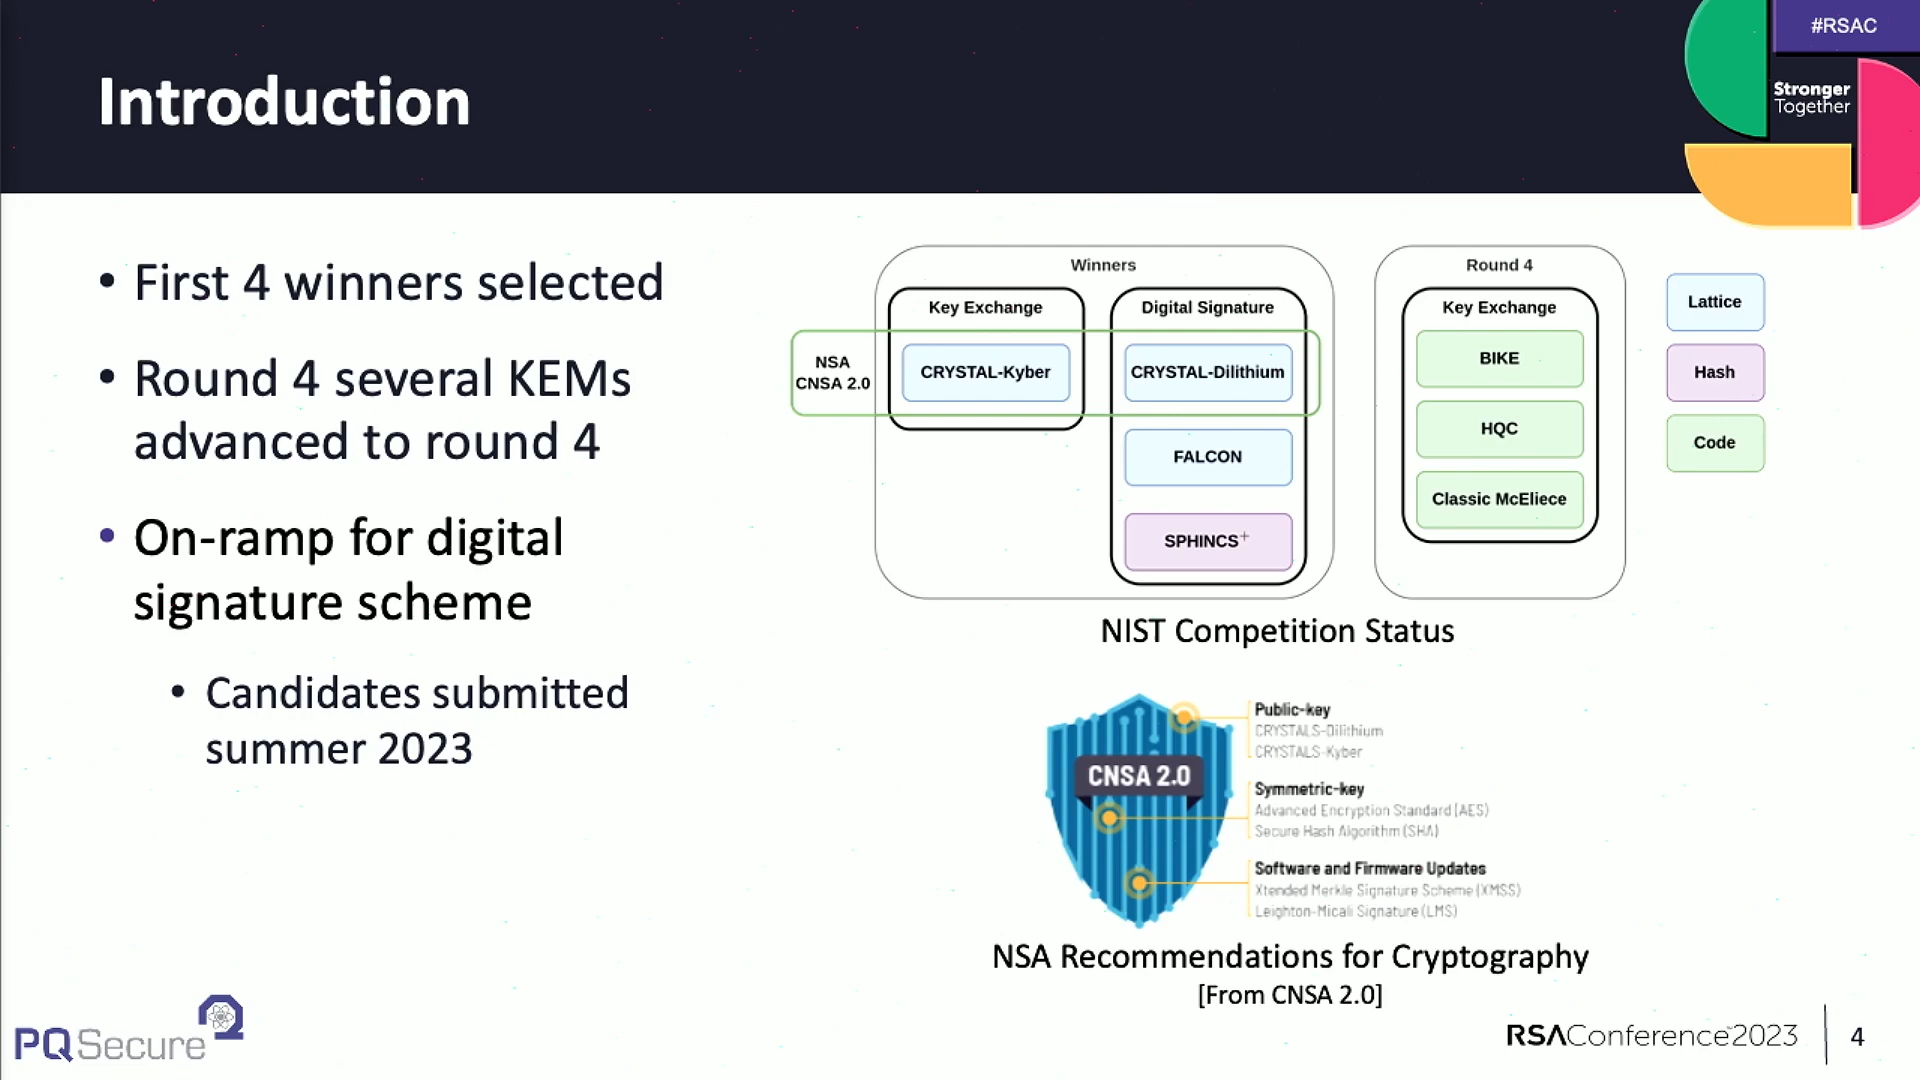 #RSAC
Stronger
Together
Introduction
• First 4 winners selected
• Round 4 several KEMs
advanced to round 4
• On-ramp for digital
signature scheme
• Candidates submitted
summer 2023
Winners
Key Exchange
Digital Signature
NSA
CNSA 2.0
CRYSTAL-Kyber
CRYSTAL-Dilithium
FALCON
SPHINCS+
Round 4
Key Exchange
BIKE
HQC
Classic McEliece
Lattice
Hash
Code
NIST Competition Status
CNSA 2.0
Public-key
CRYSTALS-Dilithium
CRYSTALS-Kyber
Symmetric-key
Advanced Encryption Standard (AES)
Secure Hash Algorithm (SHA)
Software and Firmware Updates
Xtended Merkle Signature Scheme (XMSS)
Leighton-Micali Signature (LMS)
NSA Recommendations for Cryptography
[From CNSA 2.0]
PQSecure
RSAConference2023
4